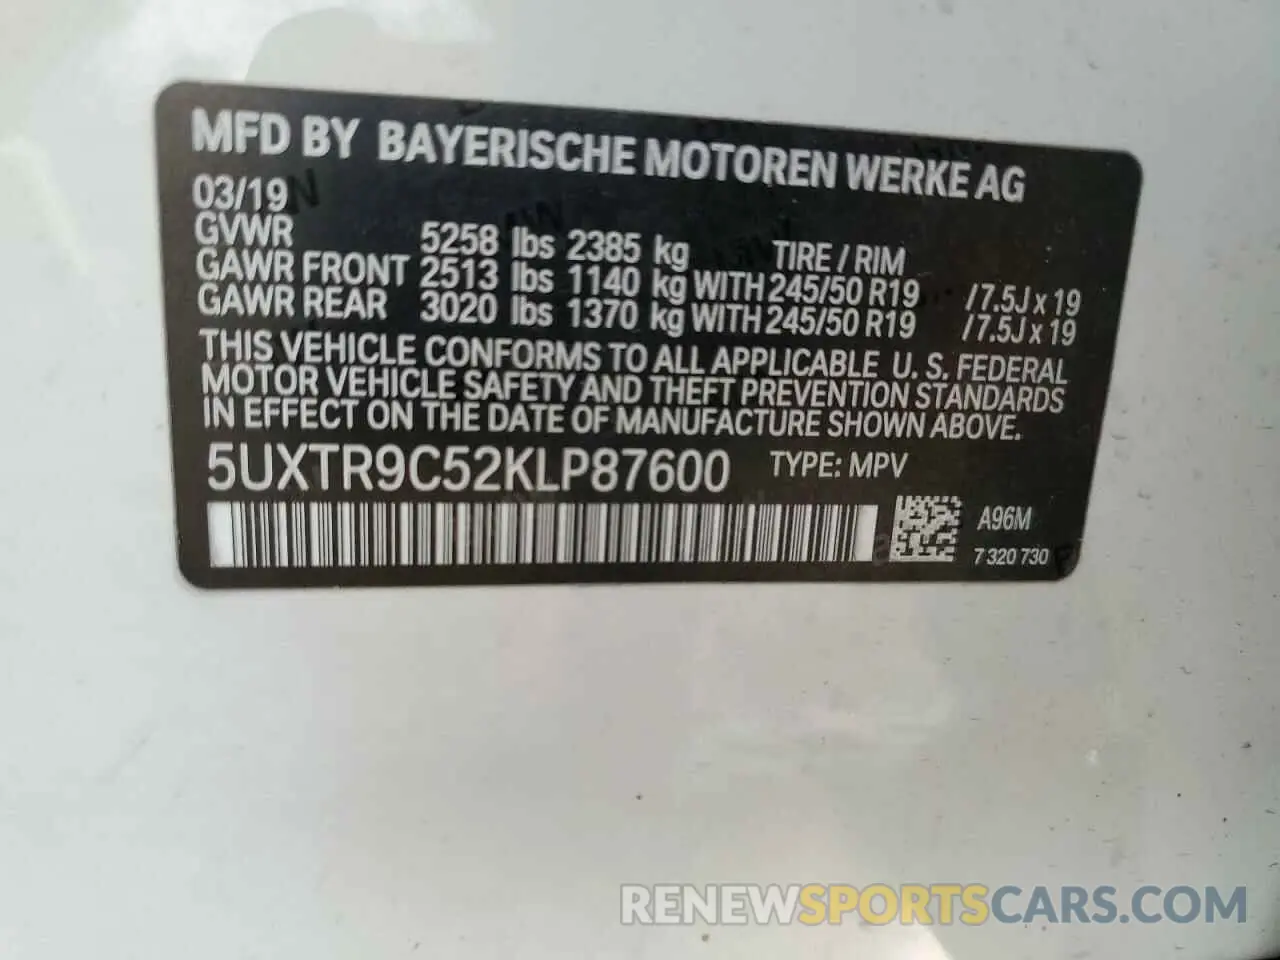 MFD BY BAYERISCHE MOTOREN WERKE AG
03/19
GVWR 5258 lbs 2385 kg TIRE / RIM
GAWR FRONT 2513 lbs 1140 kg WITH 245/50 R19 /7.5J x 19
GAWR REAR 3020 lbs 1370 kg WITH 245/50 R19 /7.5J x 19
THIS VEHICLE CONFORMS TO ALL APPLICABLE U. S. FEDERAL
MOTOR VEHICLE SAFETY AND THEFT PREVENTION STANDARDS
IN EFFECT ON THE DATE OF MANUFACTURE SHOWN ABOVE.
5UXTR9C52KLP87600 TYPE: MPV
A96M
7 320 730
RENEWSPORTSCARS.COM